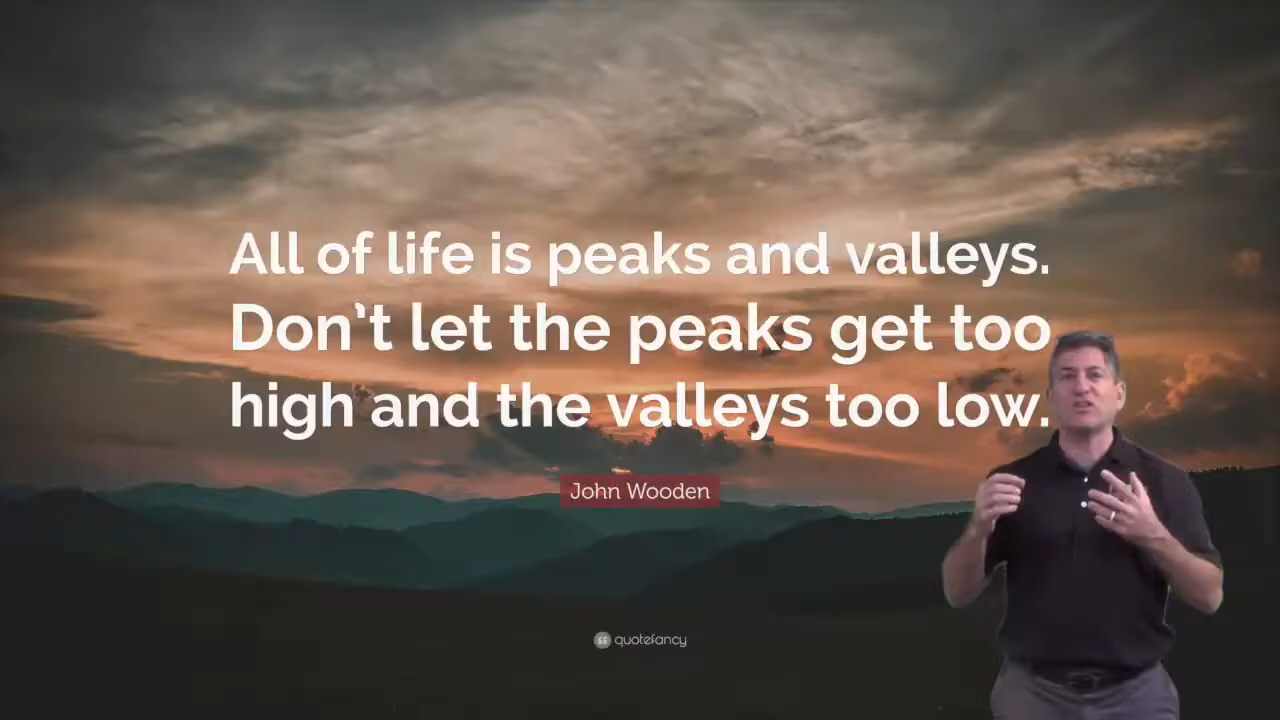 All of life is peaks and valleys.
Don’t let the peaks get too
high and the valleys too low.
John Wooden
quotefancy